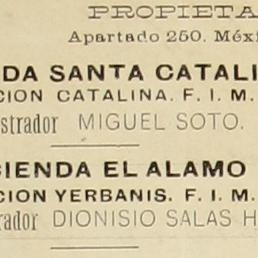 PROPIETA
Apartado 250. Méxi
DA SANTA CATALI
CION CATALINA. F. I. M.
strador MIGUEL SOTO.
CIENDA EL ALAMO
CION YERBANIS. F. I. M.
rador DIONISIO SALAS H